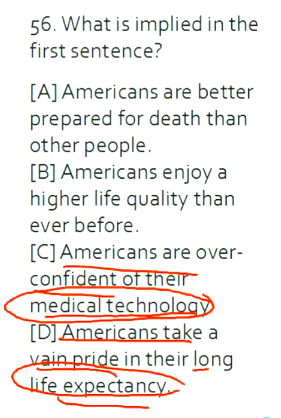 56. What is implied in the
first sentence?
[A] Americans are better
prepared for death than
other people.
[B] Americans enjoy a
higher life quality than
ever before.
[C] Americans are over-
confident of their
medical technology
[D] Americans take a
vain pride in their long
life expectancy.